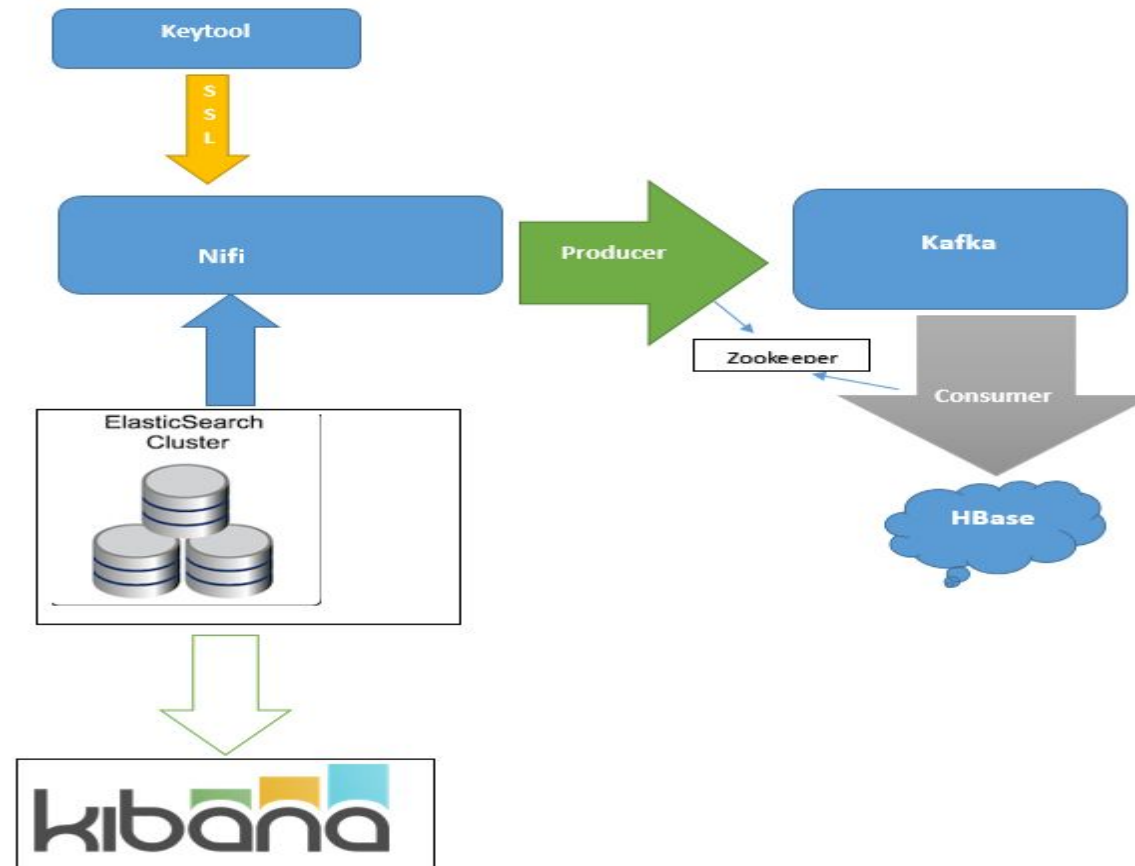 Keytool
S
S
L
Nifi
Producer
Kafka
Zookeeper
Consumer
ElasticSearch
Cluster
HBase
kibana